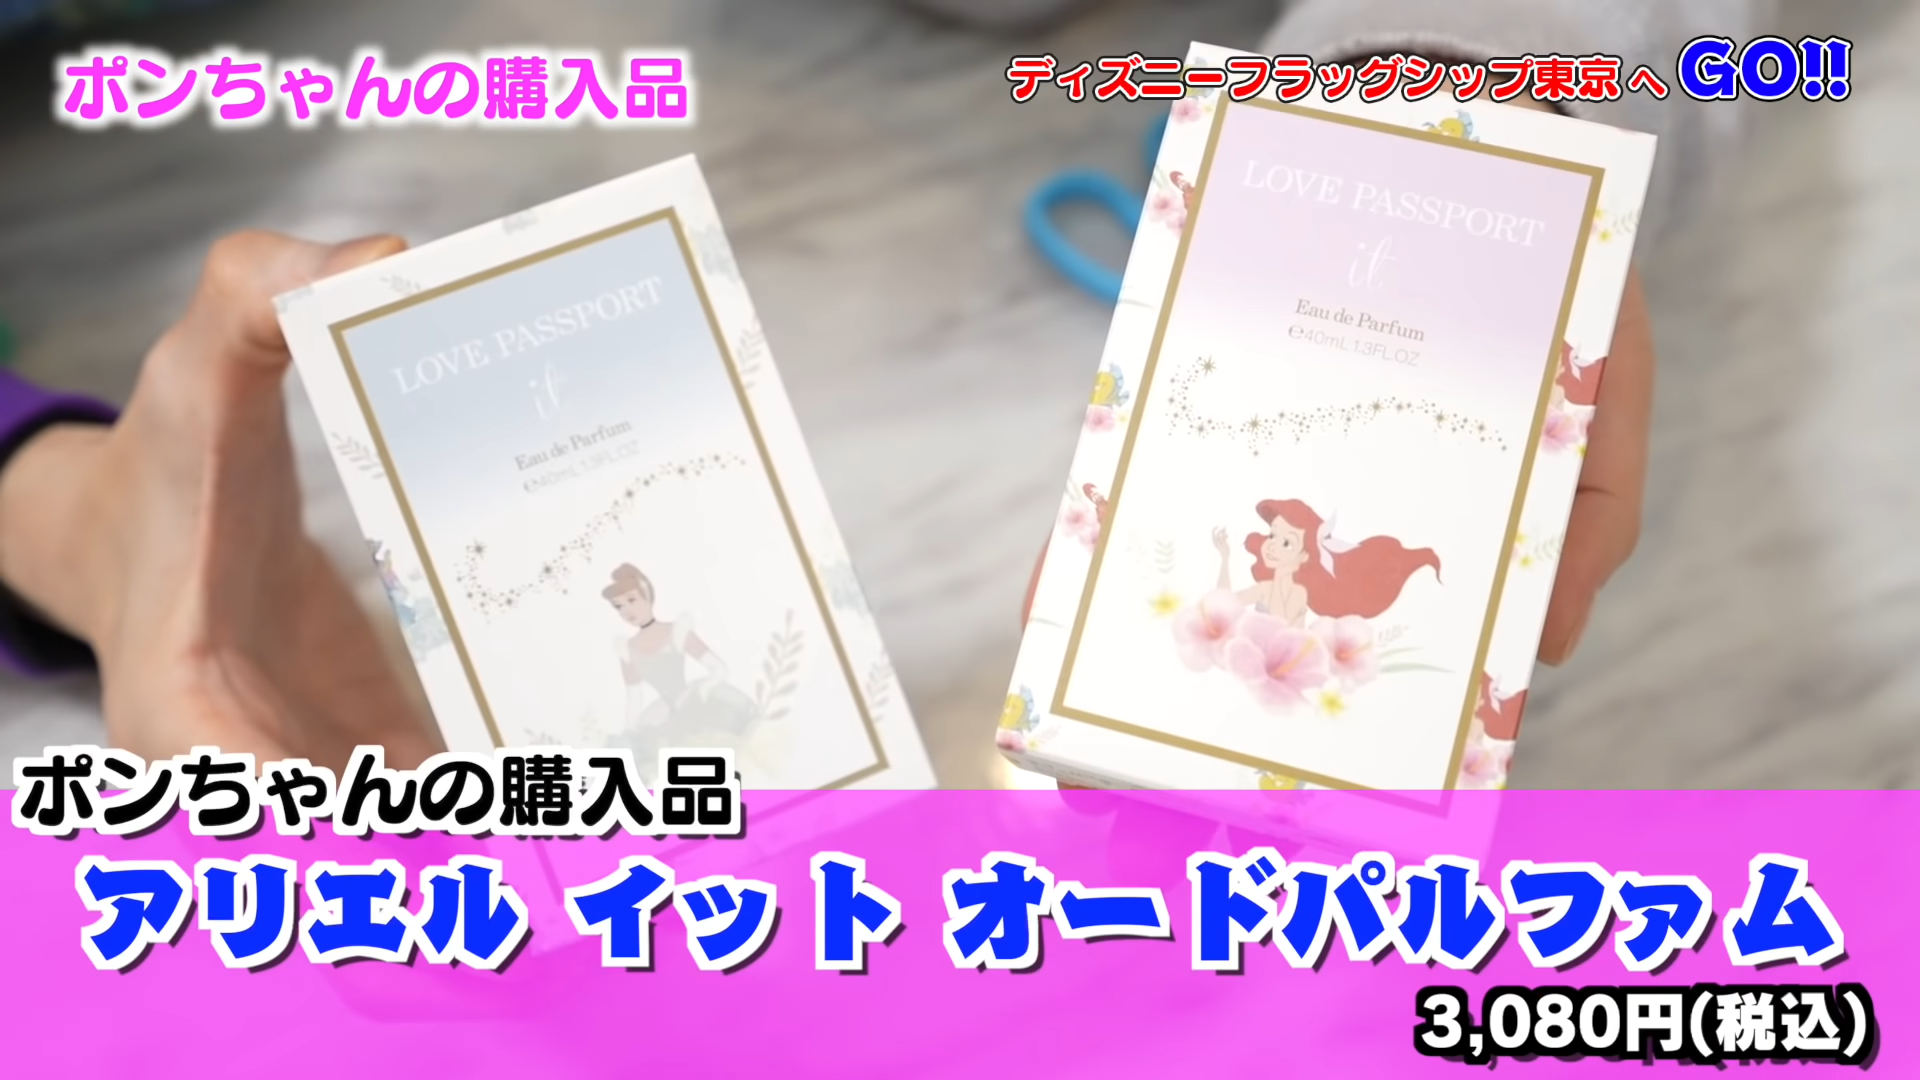 ポンちゃんの購入品
ディズニーフラッグシップ東京へGO!!
LOVE PASSPORT
it
Eau de Parfum
℮40mL 1.3FL.OZ
LOVE PASSPORT
it
Eau de Parfum
℮40mL 1.3FL.OZ
ポンちゃんの購入品
アリエル イット オードパルファム
3,080円(税込)